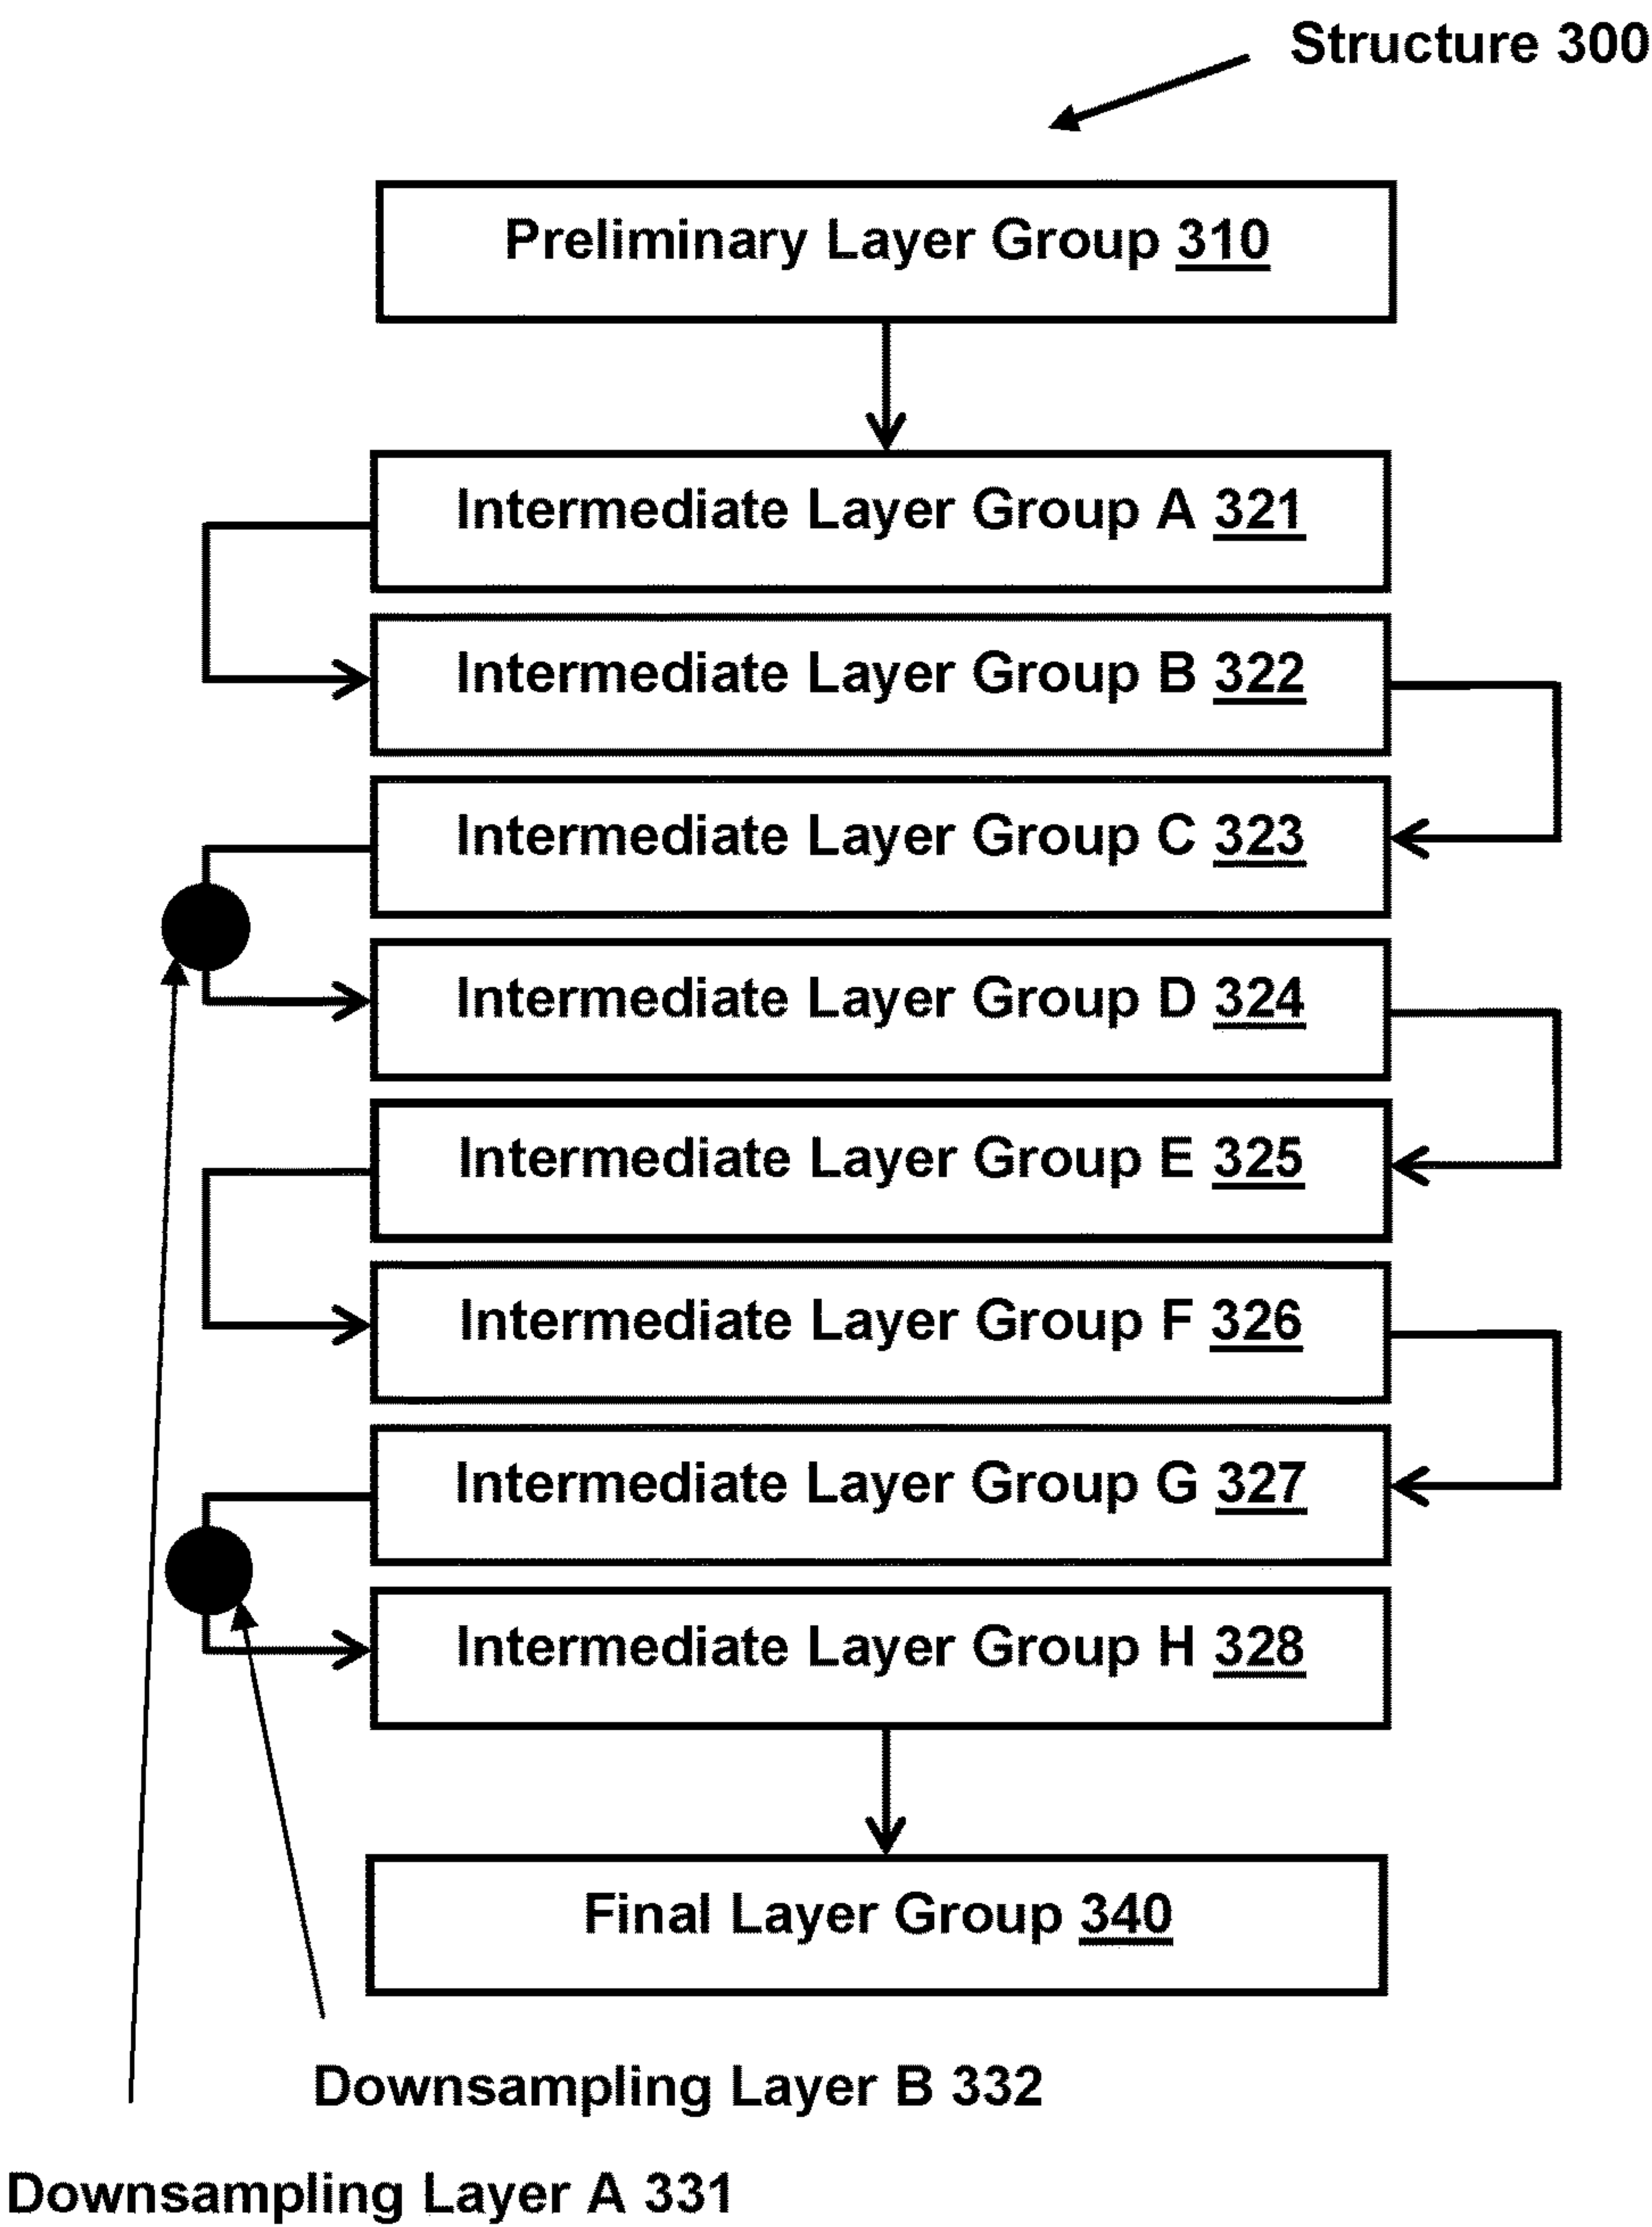 Structure 300
Preliminary Layer Group 310
Intermediate Layer Group A 321
Intermediate Layer Group B 322
Intermediate Layer Group C 323
Intermediate Layer Group D 324
Intermediate Layer Group E 325
Intermediate Layer Group F 326
Intermediate Layer Group G 327
Intermediate Layer Group H 328
Final Layer Group 340
Downsampling Layer B 332
Downsampling Layer A 331